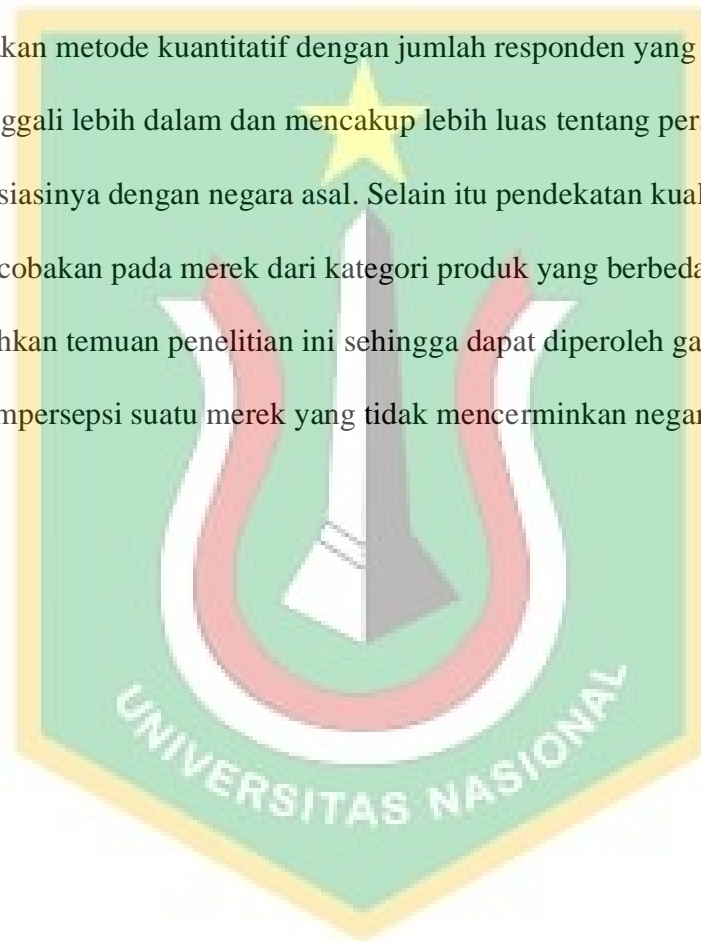 akan metode kuantitatif dengan jumlah responden yang
ggali lebih dalam dan mencakup lebih luas tentang pers
siasinya dengan negara asal. Selain itu pendekatan kual
cobakan pada merek dari kategori produk yang berbeda
hkan temuan penelitian ini sehingga dapat diperoleh ga
mpersepsi suatu merek yang tidak mencerminkan negar
UNIVERSITAS NASIONAL